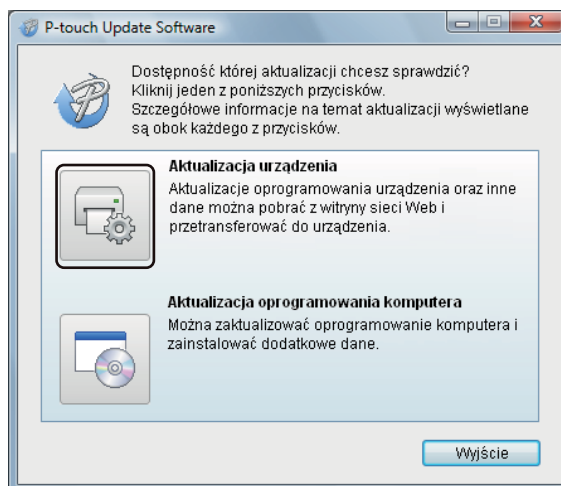 P-touch Update Software
Dostępność której aktualizacji chcesz sprawdzić?
Kliknij jeden z poniższych przycisków.
Szczegółowe informacje na temat aktualizacji wyświetlane
są obok każdego z przycisków.
Aktualizacja urządzenia
Aktualizacje oprogramowania urządzenia oraz inne
dane można pobrać z witryny sieci Web i
przetransferować do urządzenia.
Aktualizacja oprogramowania komputera
Można zaktualizować oprogramowanie komputera i
zainstalować dodatkowe dane.
Wyjście